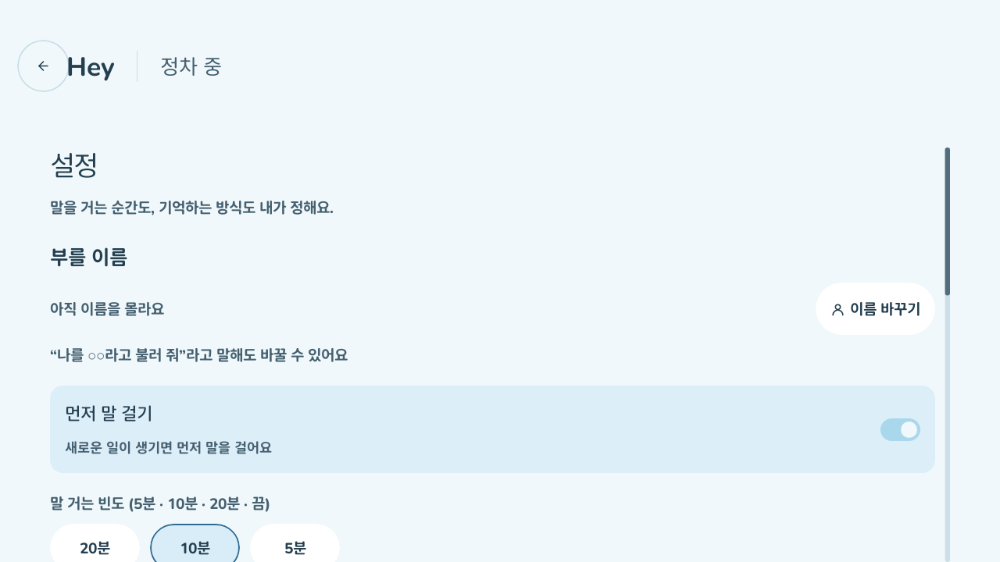 Hey
정차 중
설정
말을 거는 순간도, 기억하는 방식도 내가 정해요.
부를 이름
아직 이름을 몰라요
이름 바꾸기
“나를 ○○라고 불러 줘”라고 말해도 바꿀 수 있어요
먼저 말 걸기
새로운 일이 생기면 먼저 말을 걸어요
말 거는 빈도 (5분 · 10분 · 20분 · 끔)
20분
10분
5분